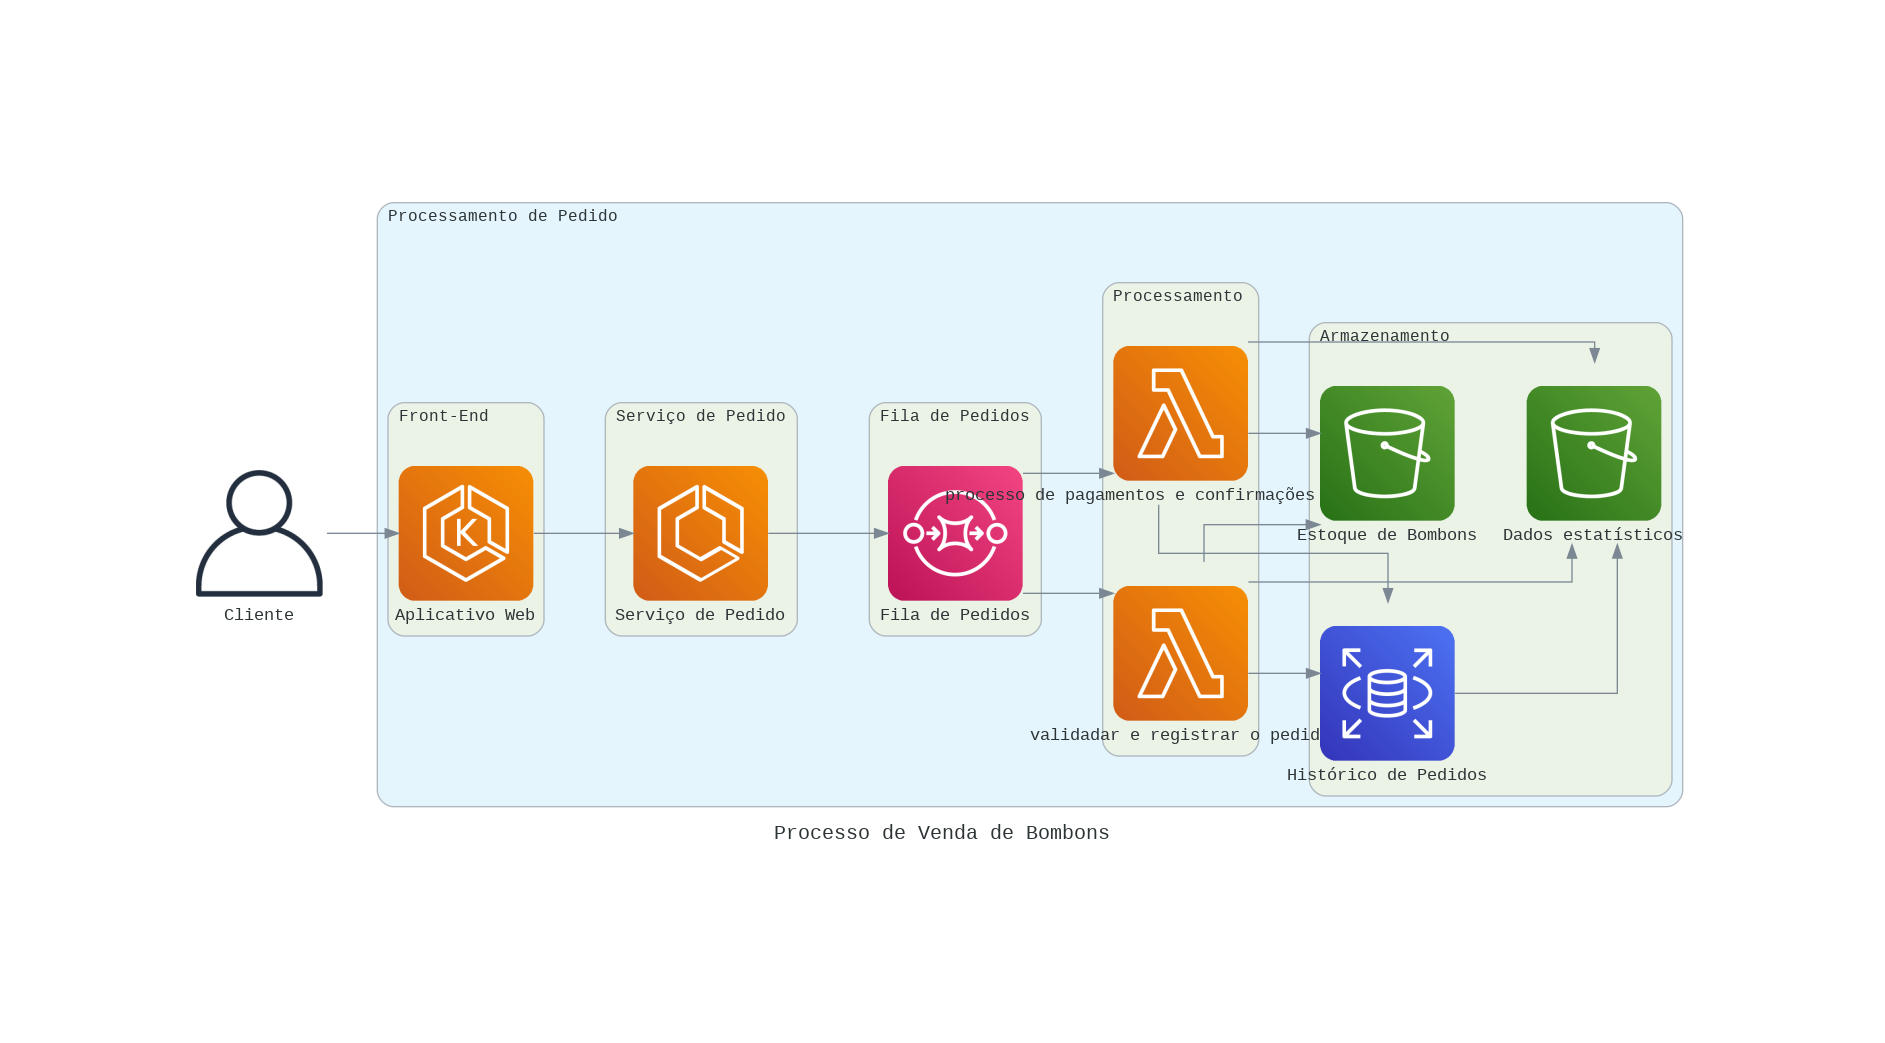 Processamento de Pedido
Processamento
Armazenamento
Front-End
Serviço de Pedido
Fila de Pedidos
K
processo de pagamentos e confirmações
Estoque de Bombons
Dados estatísticos
Cliente
Aplicativo Web
Serviço de Pedido
Fila de Pedidos
validadar e registrar o pedid
Histórico de Pedidos
Processo de Venda de Bombons